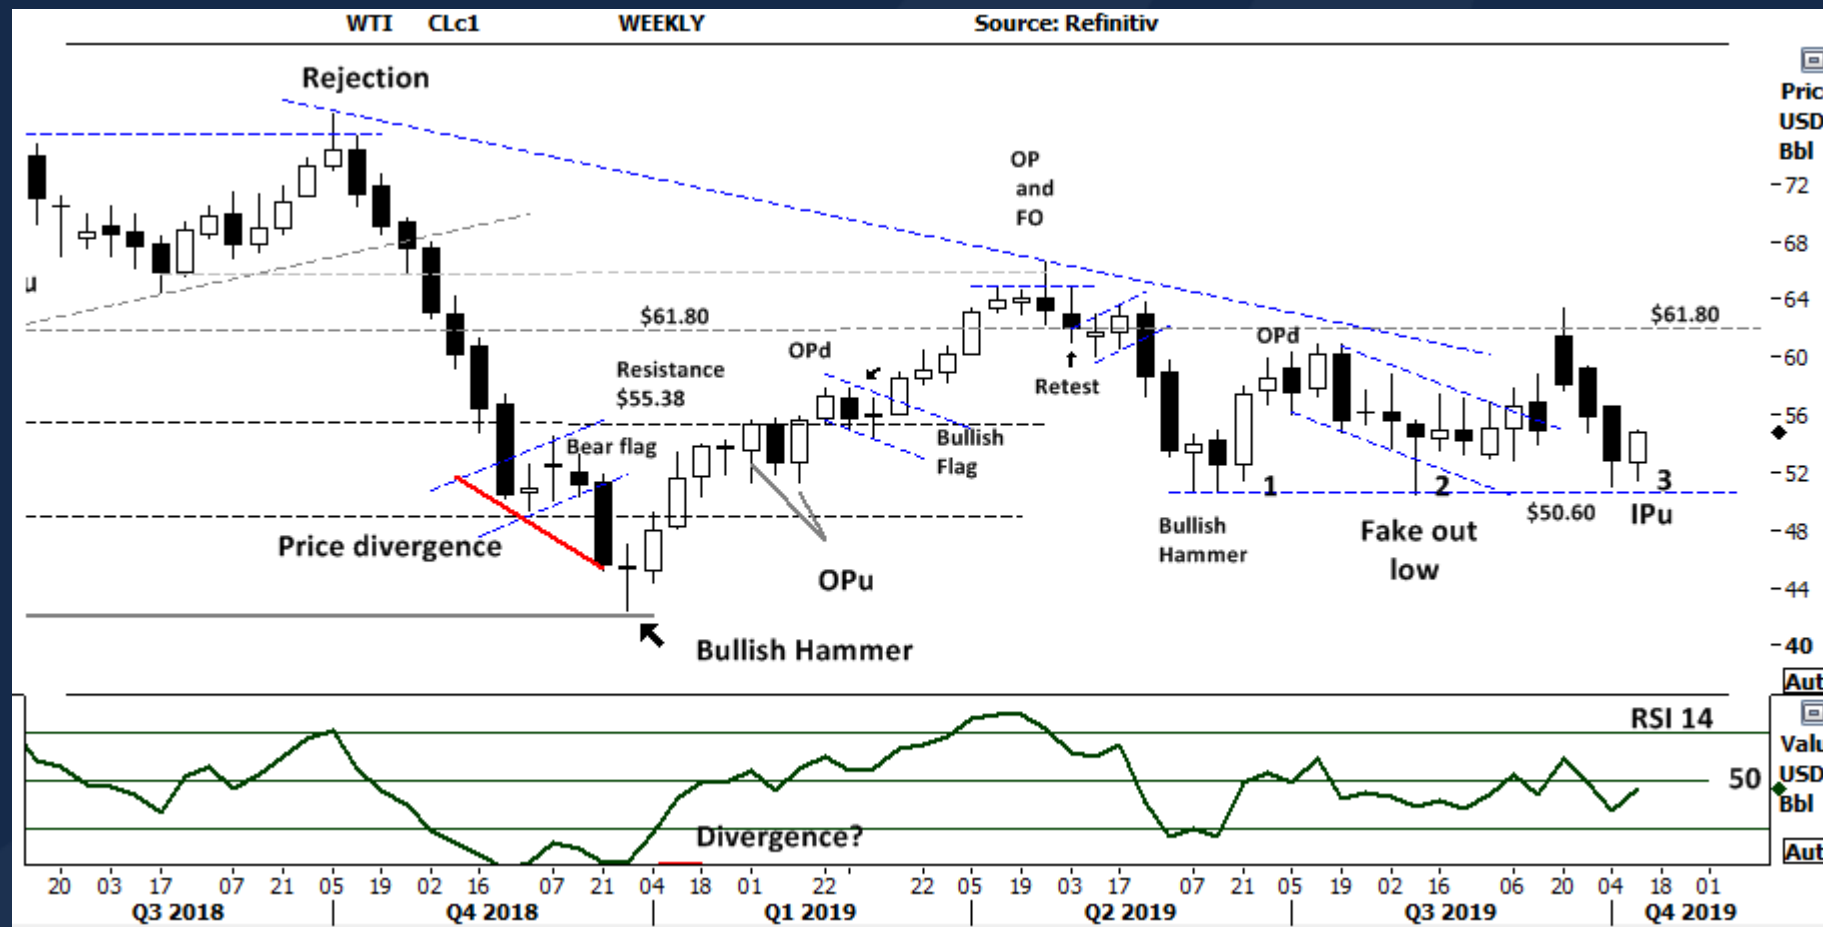 WTI CLc1 WEEKLY Source: Refinitiv
Rejection
Pric
USD
Bbl
OP
and
FO
72
68
u
64
$61.80
$61.80
OPd
OPd
60
Resistance
$55.38
Retest
56
Bear flag
Bullish
Flag
52
1
2
3
$50.60
IPu
Bullish
Hammer
Fake out
low
Price divergence
48
OPu
44
Bullish Hammer
40
Aut
RSI 14
Valu
USD
Bbl
50
Divergence?
Aut
20 03 17 07 21 05 19 02 16 07 21 04 18 01 22 22 05 19 03 17 07 21 05 19 02 16 06 20 04 18 01
Q3 2018 Q4 2018 Q1 2019 Q2 2019 Q3 2019 Q4 2019